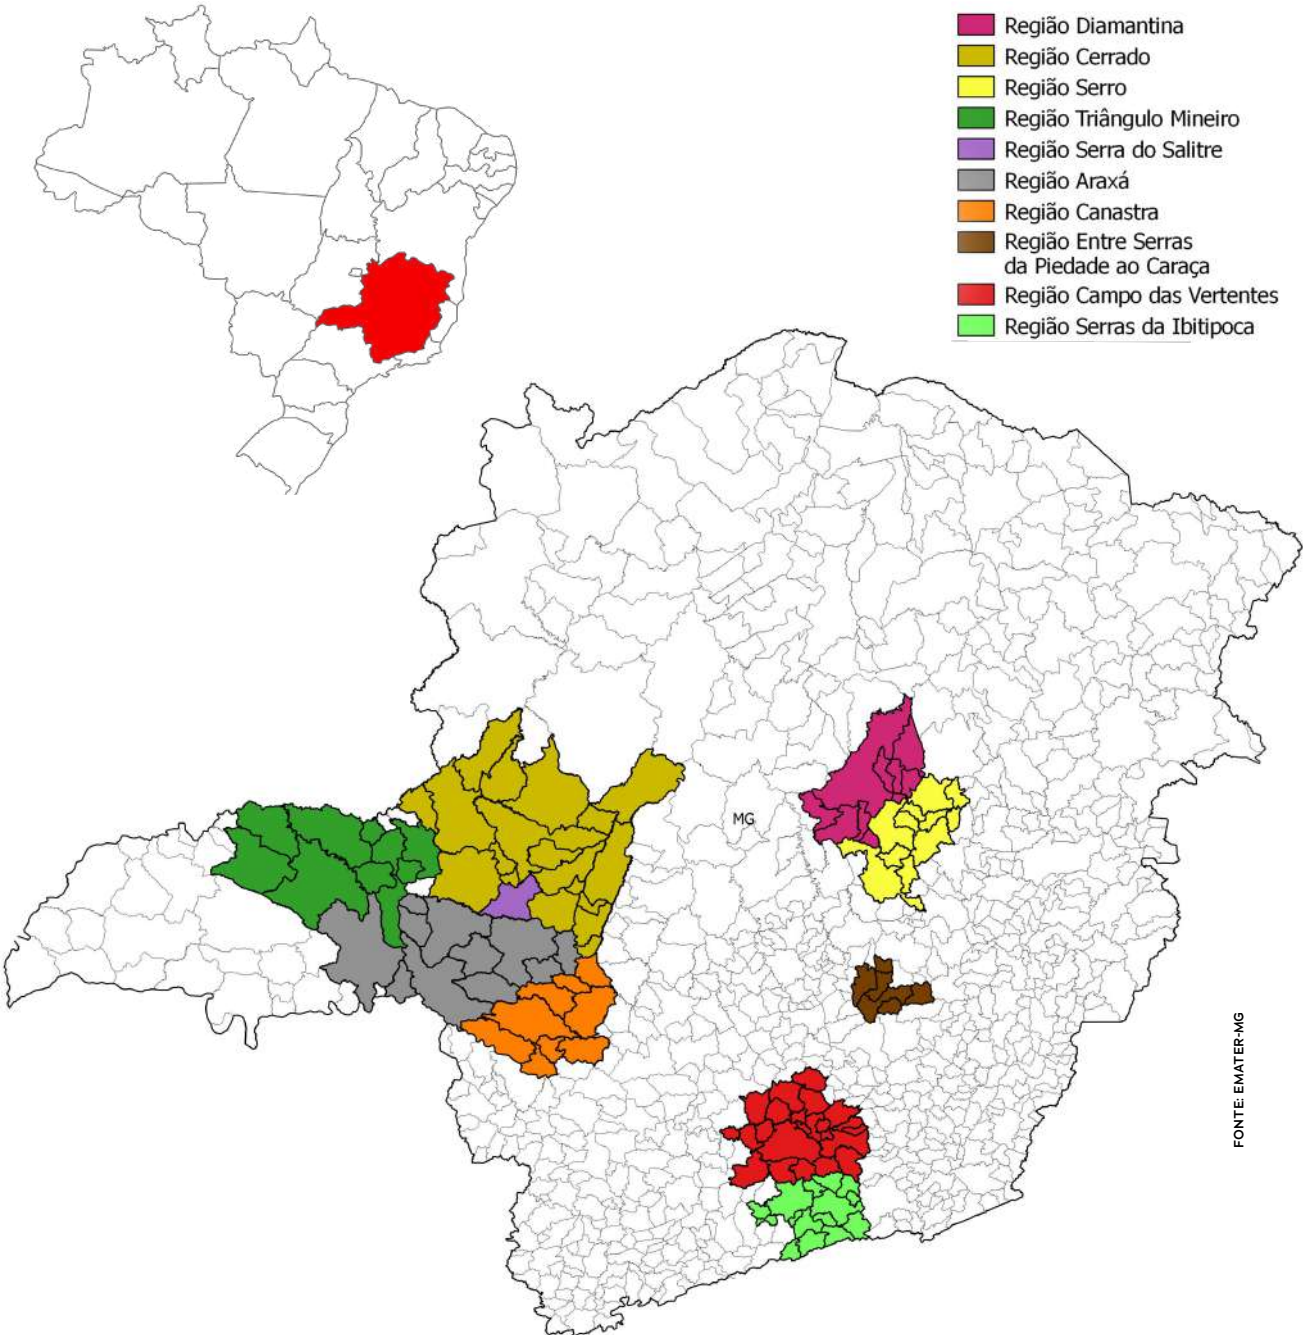 Região Diamantina
Região Cerrado
Região Serro
Região Triângulo Mineiro
Região Serra do Salitre
Região Araxá
Região Canastra
Região Entre Serras
da Piedade ao Caraça
Região Campo das Vertentes
Região Serras da Ibitipoca
MG
FONTE: EMATER-MG